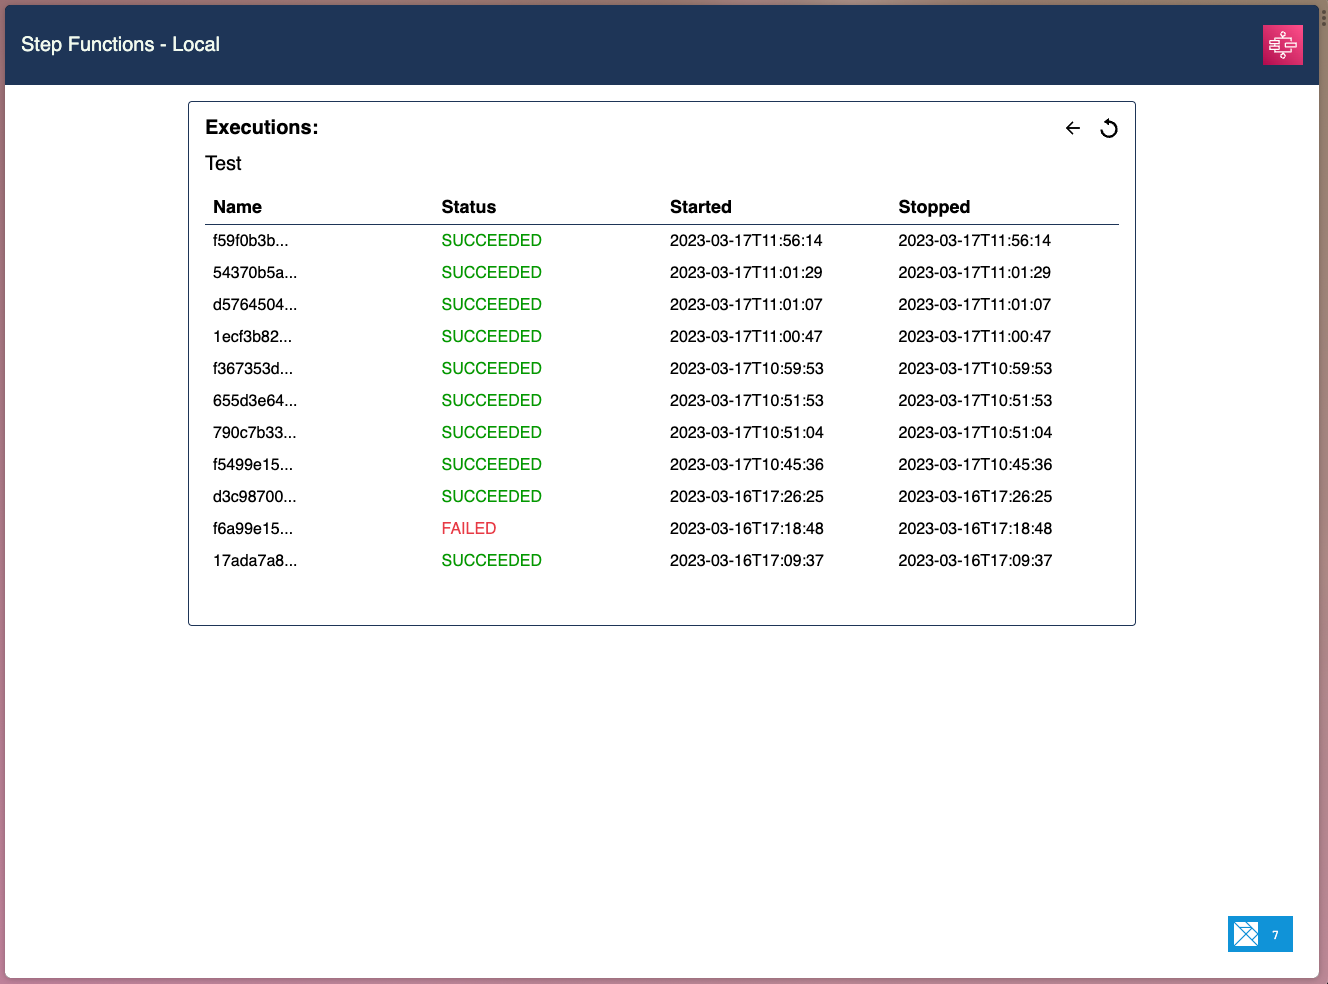 Step Functions - Local
Executions:
Test
Name Status Started Stopped
f59f0b3b... SUCCEEDED 2023-03-17T11:56:14 2023-03-17T11:56:14
54370b5a... SUCCEEDED 2023-03-17T11:01:29 2023-03-17T11:01:29
d5764504... SUCCEEDED 2023-03-17T11:01:07 2023-03-17T11:01:07
1ecf3b82... SUCCEEDED 2023-03-17T11:00:47 2023-03-17T11:00:47
f367353d... SUCCEEDED 2023-03-17T10:59:53 2023-03-17T10:59:53
655d3e64... SUCCEEDED 2023-03-17T10:51:53 2023-03-17T10:51:53
790c7b33... SUCCEEDED 2023-03-17T10:51:04 2023-03-17T10:51:04
f5499e15... SUCCEEDED 2023-03-17T10:45:36 2023-03-17T10:45:36
d3c98700... SUCCEEDED 2023-03-16T17:26:25 2023-03-16T17:26:25
f6a99e15... FAILED 2023-03-16T17:18:48 2023-03-16T17:18:48
17ada7a8... SUCCEEDED 2023-03-16T17:09:37 2023-03-16T17:09:37
7